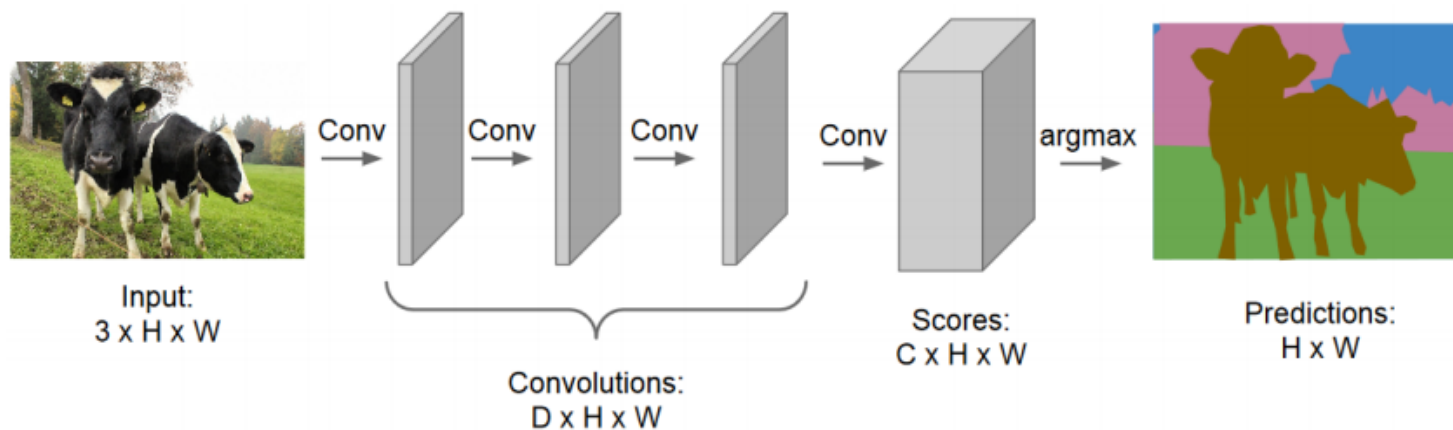 Conv
Conv
Conv
Conv
argmax
Input:
3 x H x W
Convolutions:
D x H x W
Scores:
C x H x W
Predictions:
H x W